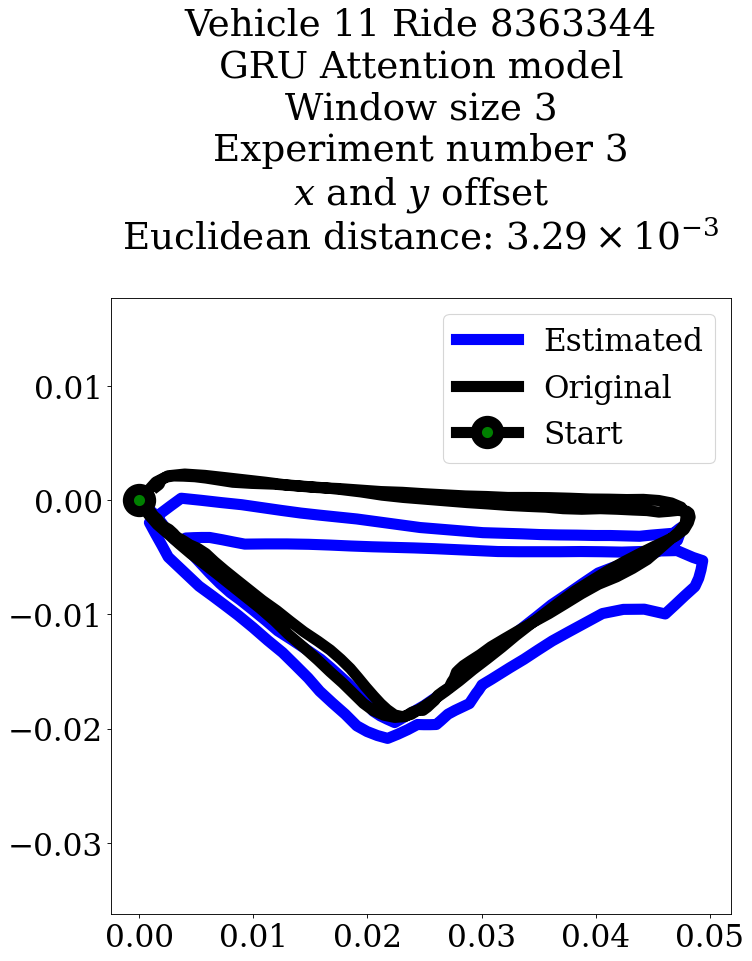 Vehicle 11 Ride 8363344
GRU Attention model
Window size 3
Experiment number 3
x and y offset
Euclidean distance: 3.29 × 10⁻³
Estimated
Original
Start
0.01
0.00
−0.01
−0.02
−0.03
0.00 0.01 0.02 0.03 0.04 0.05